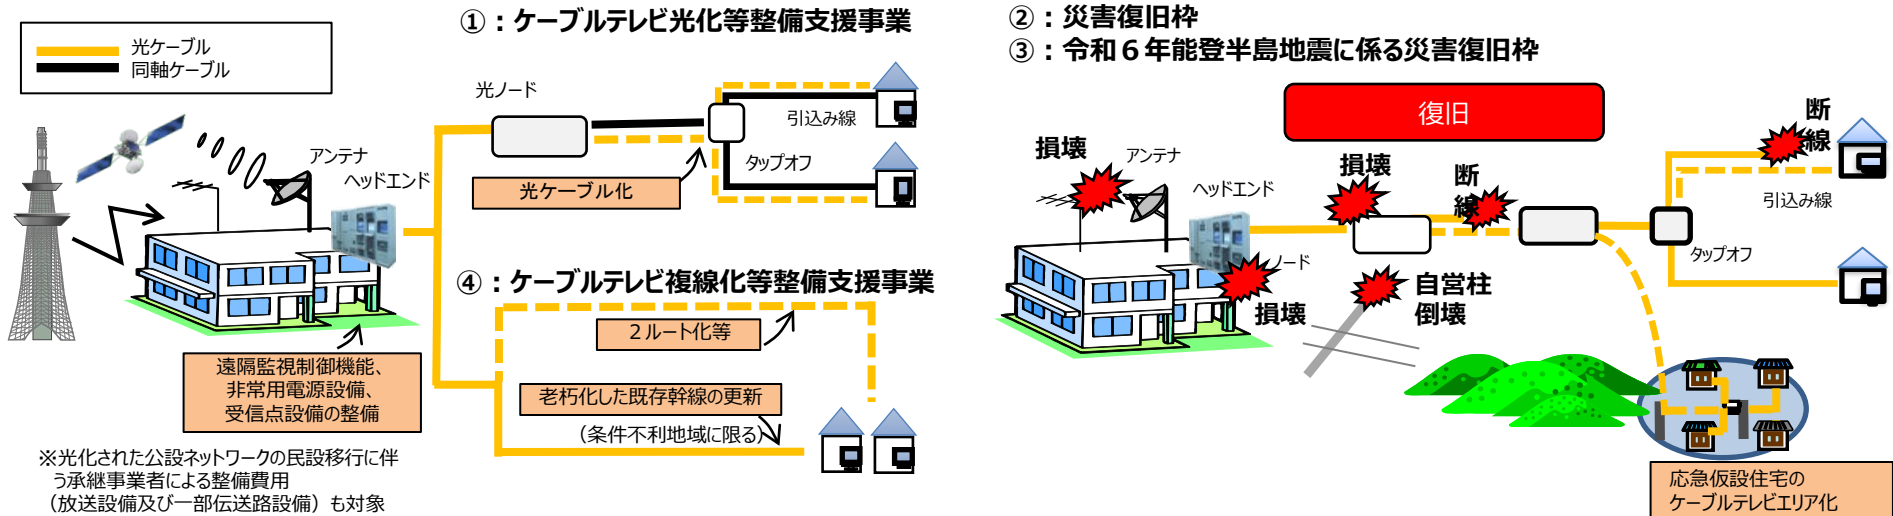 ①：ケーブルテレビ光化等整備支援事業
光ケーブル
同軸ケーブル
光ノード
引込み線
タップオフ
アンテナ
ヘッドエンド
光ケーブル化
④：ケーブルテレビ複線化等整備支援事業
２ルート化等
遠隔監視制御機能、
非常用電源設備、
受信点設備の整備
老朽化した既存幹線の更新
（条件不利地域に限る）
※光化された公設ネットワークの民設移行に伴
う承継事業者による整備費用
（放送設備及び一部伝送路設備）も対象
②：災害復旧枠
③：令和６年能登半島地震に係る災害復旧枠
復旧
損壊
アンテナ
ヘッドエンド
損壊
断
線
断
線
引込み線
タップオフ
ノード
損壊
自営柱
倒壊
応急仮設住宅の
ケーブルテレビエリア化